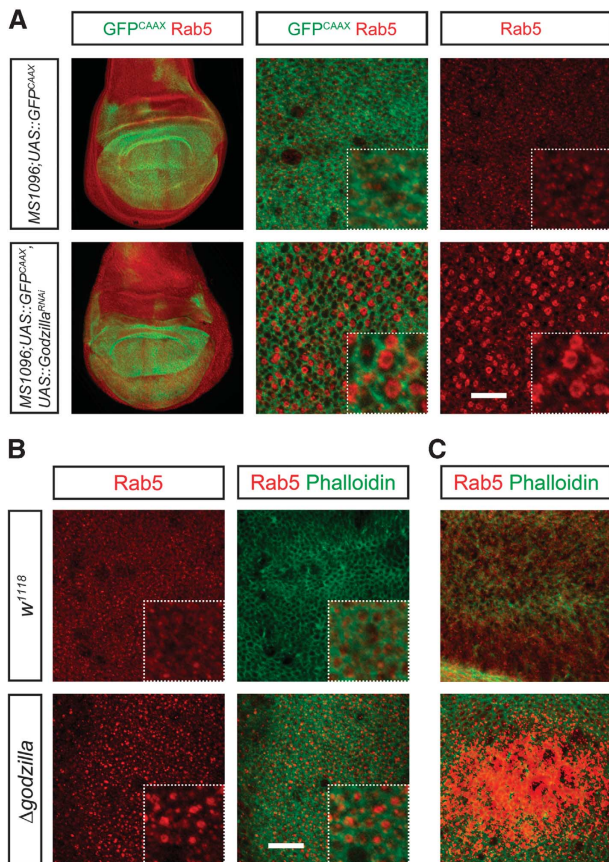 A
GFPCAAX Rab5
GFPCAAX Rab5
Rab5
MS1096;UAS::GFPCAAX
MS1096;UAS::GFPCAAX,
UAS::GodzillaRNAi
B
Rab5
Rab5 Phalloidin
C
Rab5 Phalloidin
w1118
Δgodzilla